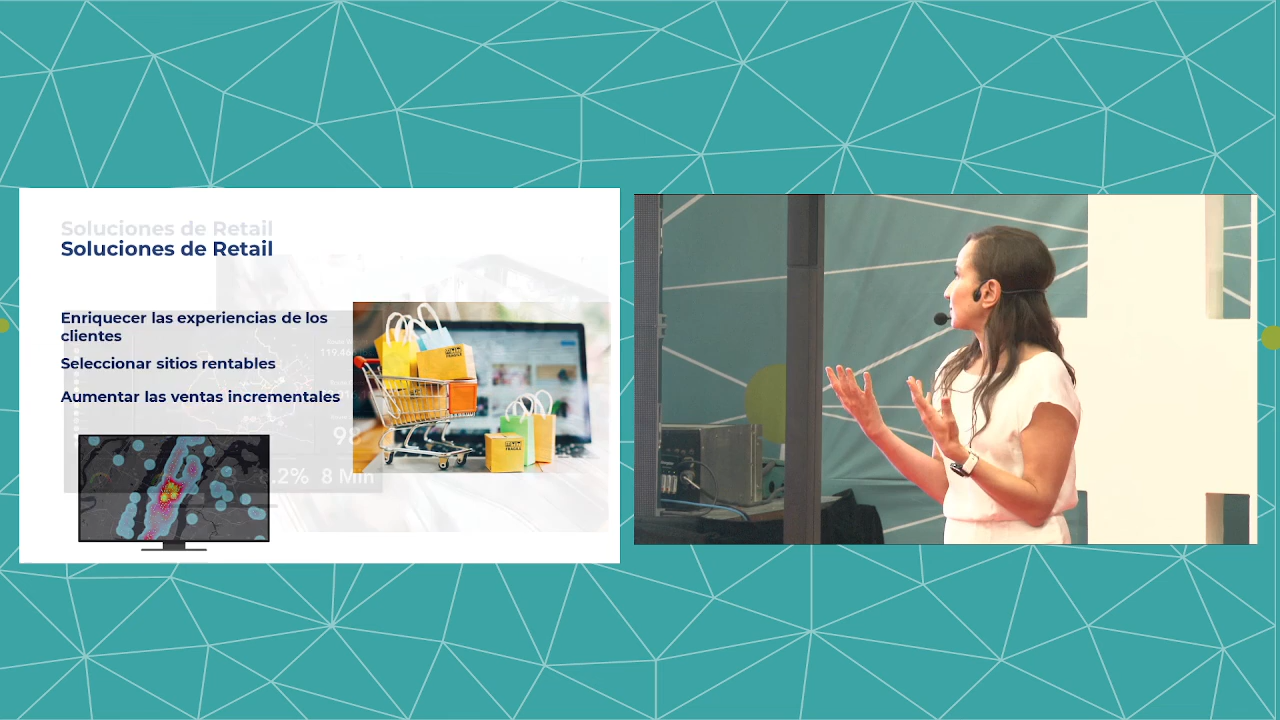 Soluciones de Retail
Soluciones de Retail
Enriquecer las experiencias de los
clientes
Seleccionar sitios rentables
Aumentar las ventas incrementales
8 Min